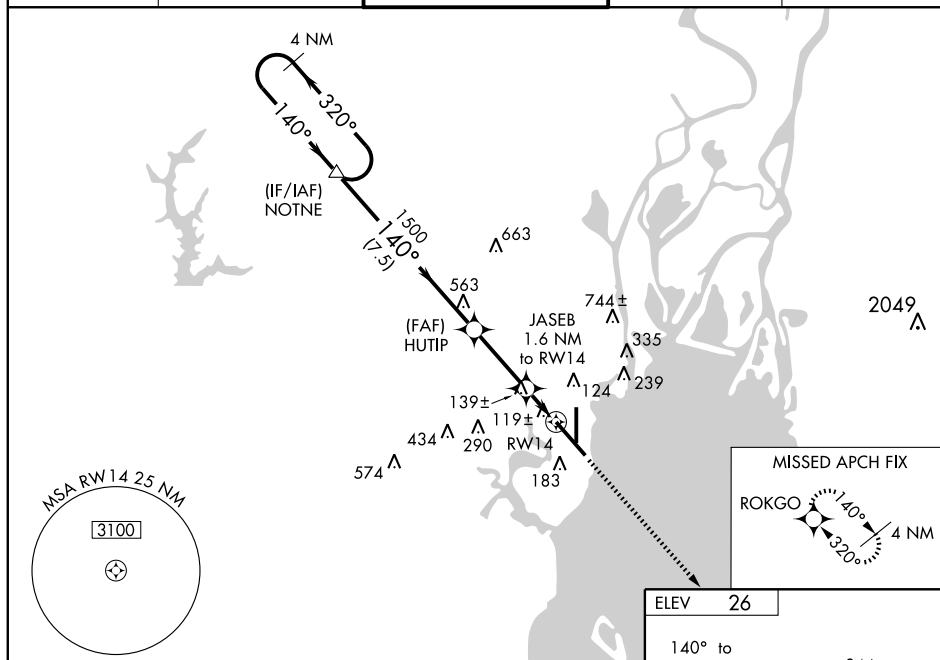 4 NM
320°
140°
(IF/IAF)
NOTNE
1500
140°
(7.5)
663
563
744±
2049
(FAF)
HUTIP
JASEB
1.6 NM
to RW14
335
239
124
139±
119±
434
290
RW14
574
183
MSA RW14 25 NM
3100
MISSED APCH FIX
ROKGO
140°
320°
4 NM
ELEV 26
140° to